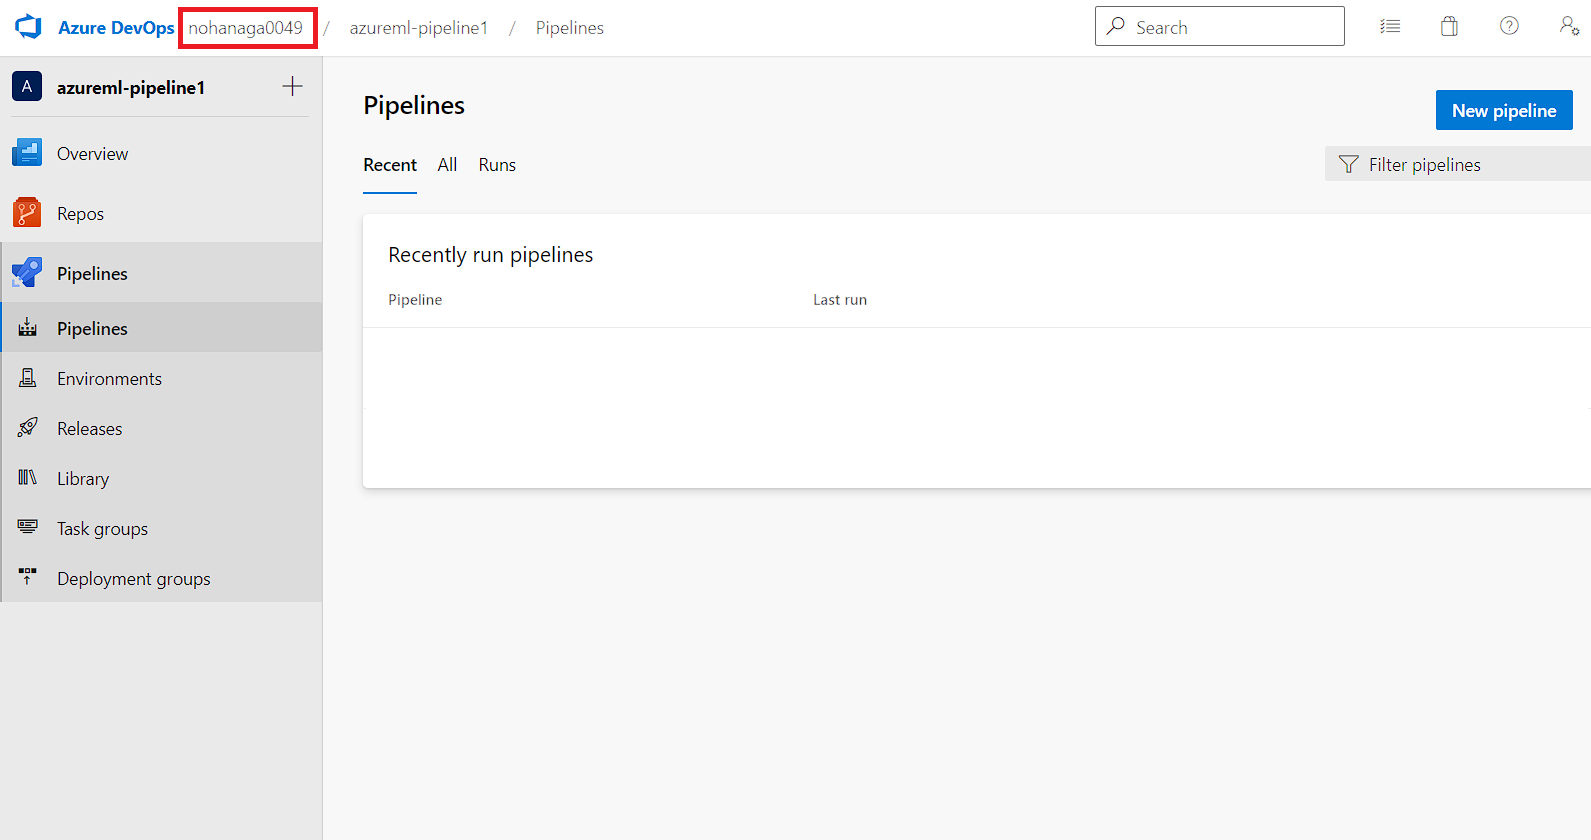 Azure DevOps nohanaga0049 / azureml-pipeline1 / Pipelines
Search
A azureml-pipeline1
Overview
Repos
Pipelines
Pipelines
Environments
Releases
Library
Task groups
Deployment groups
Pipelines
New pipeline
Recent All Runs
Filter pipelines
Recently run pipelines
Pipeline Last run